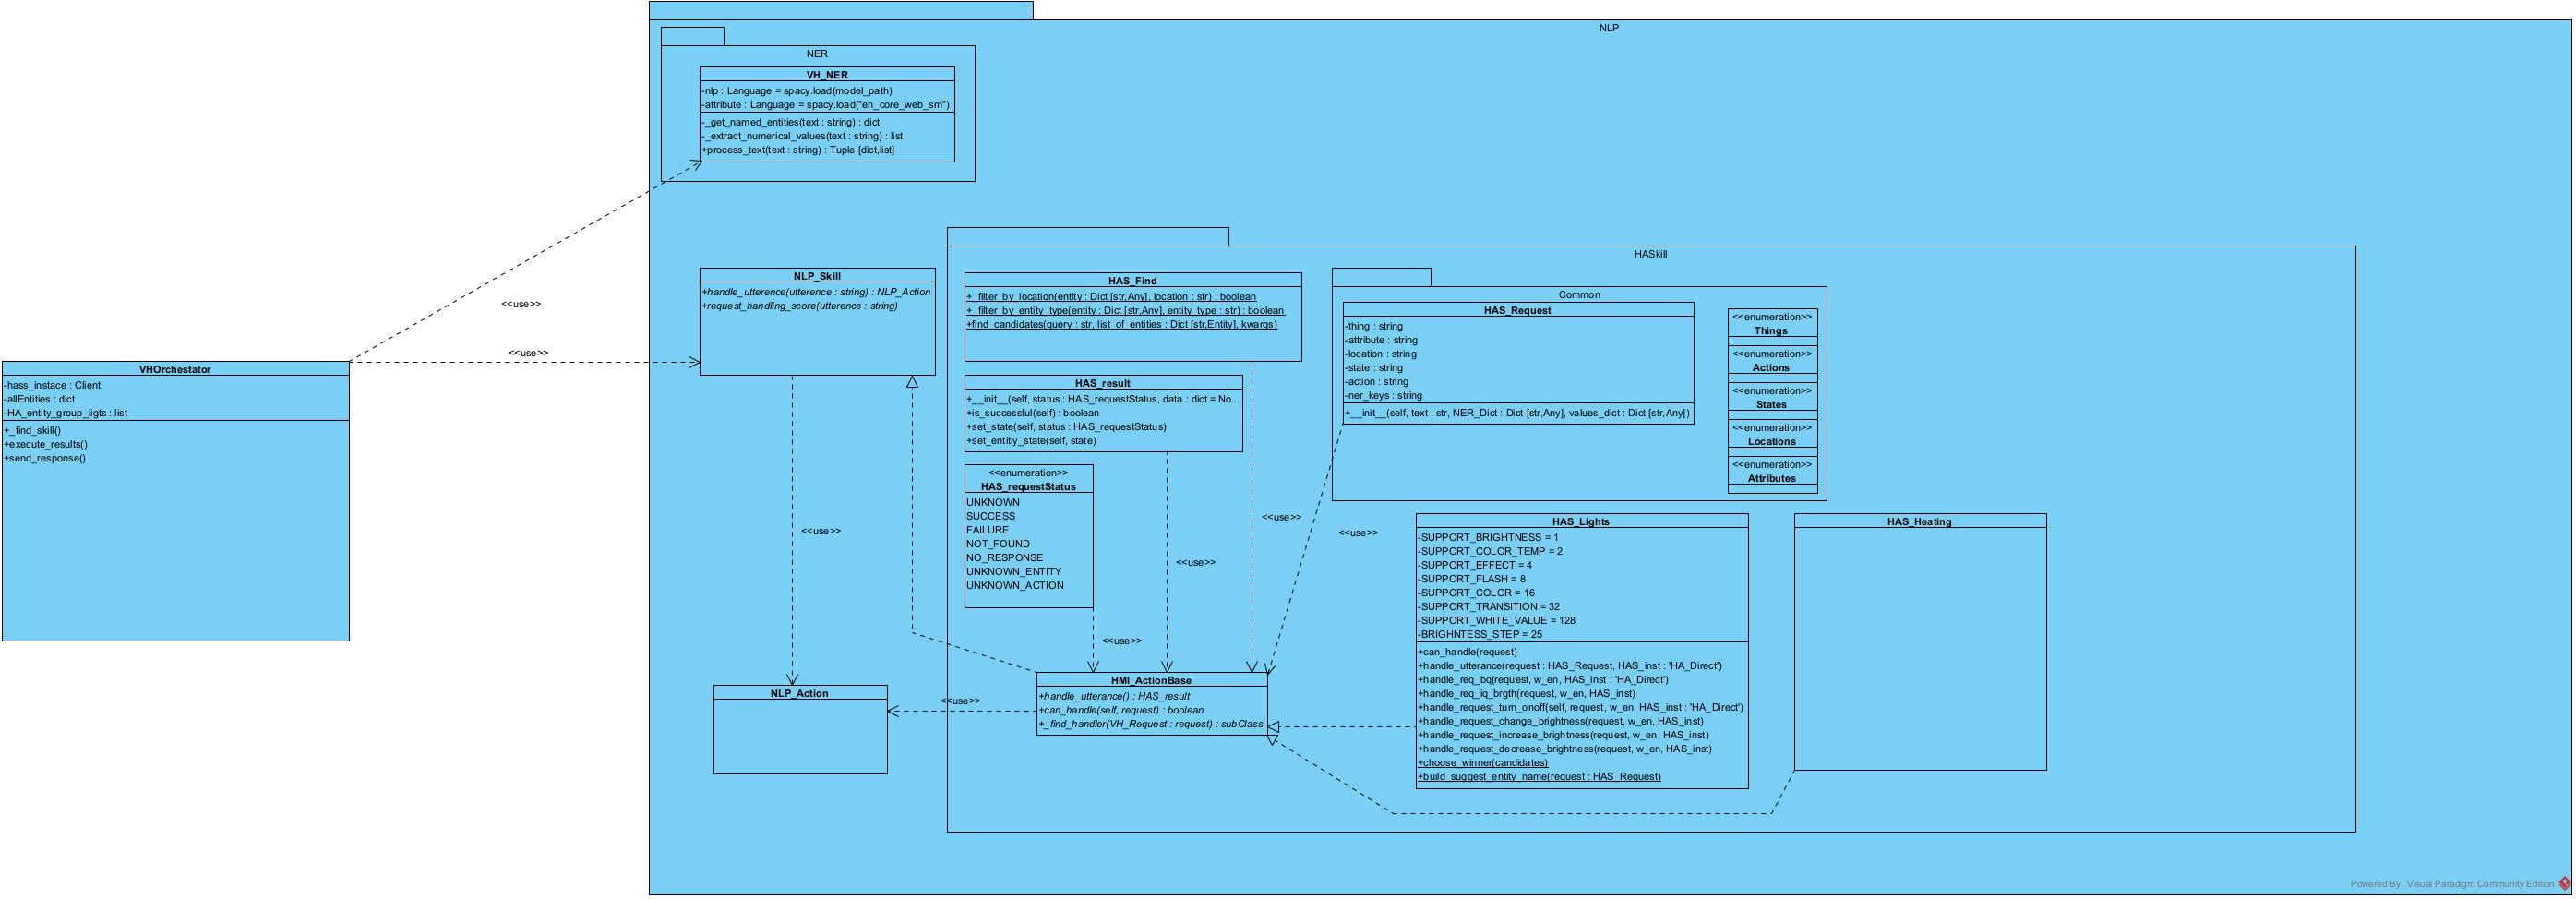 NLP
NER
VH_NER
-nlp : Language = spacy.load(model_path)
-attribute : Language = spacy.load("en_core_web_sm")
-_get_named_entities(text : string) : dict
-_extract_numerical_values(text : string) : list
+process_text(text : string) : Tuple [dict,list]
<<use>>
<<use>>
VHOrchestator
-hass_instace : Client
-allEntities : dict
-HA_entity_group_ligts : list
+_find_skill()
+execute_results()
+send_response()
NLP_Skill
+handle_utterence(utterence : string) : NLP_Action
+request_handling_score(utterence : string)
<<use>>
NLP_Action
HASkill
HAS_Find
+_filter_by_location(entity : Dict [str,Any], location : str) : boolean
+_filter_by_entity_type(entity : Dict [str,Any], entity_type : str) : boolean
+find_candidates(query : str, list_of_entities : Dict [str,Entity], kwargs)
HAS_result
+__init__(self, status : HAS_requestStatus, data : dict = No...
+is_successful(self) : boolean
+set_state(self, status : HAS_requestStatus)
+set_entitiy_state(self, state)
<<enumeration>>
HAS_requestStatus
UNKNOWN
SUCCESS
FAILURE
NOT_FOUND
NO_RESPONSE
UNKNOWN_ENTITY
UNKNOWN_ACTION
<<use>>
<<use>>
<<use>>
<<use>>
<<use>>
HMI_ActionBase
+handle_utterance() : HAS_result
+can_handle(self, request) : boolean
+_find_handler(VH_Request : request) : subClass
Common
HAS_Request
-thing : string
-attribute : string
-location : string
-state : string
-action : string
-ner_keys : string
+__init__(self, text : str, NER_Dict : Dict [str,Any], values_dict : Dict [str,Any])
<<enumeration>>
Things
<<enumeration>>
Actions
<<enumeration>>
States
<<enumeration>>
Locations
<<enumeration>>
Attributes
HAS_Lights
-SUPPORT_BRIGHTNESS = 1
-SUPPORT_COLOR_TEMP = 2
-SUPPORT_EFFECT = 4
-SUPPORT_FLASH = 8
-SUPPORT_COLOR = 16
-SUPPORT_TRANSITION = 32
-SUPPORT_WHITE_VALUE = 128
-BRIGHNTESS_STEP = 25
+can_handle(request)
+handle_utterance(request : HAS_Request, HAS_inst : 'HA_Direct')
+handle_req_bq(request, w_en, HAS_inst : 'HA_Direct')
+handle_req_iq_brgth(request, w_en, HAS_inst)
+handle_request_turn_onoff(self, request, w_en, HAS_inst : 'HA_Direct')
+handle_request_change_brightness(request, w_en, HAS_inst)
+handle_request_increase_brightness(request, w_en, HAS_inst)
+handle_request_decrease_brightness(request, w_en, HAS_inst)
+choose_winner(candidates)
+build_suggest_entity_name(request : HAS_Request)
HAS_Heating
Powered By: Visual Paradigm Community Edition